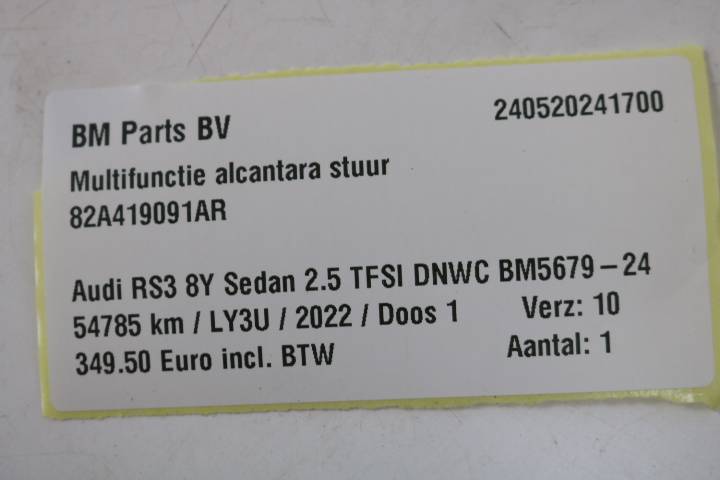 BM Parts BV 240520241700
Multifunctie alcantara stuur
82A419091AR
Audi RS3 8Y Sedan 2.5 TFSI DNWC BM5679-24
54785 km / LY3U / 2022 / Doos 1 Verz: 10
349.50 Euro incl. BTW Aantal: 1